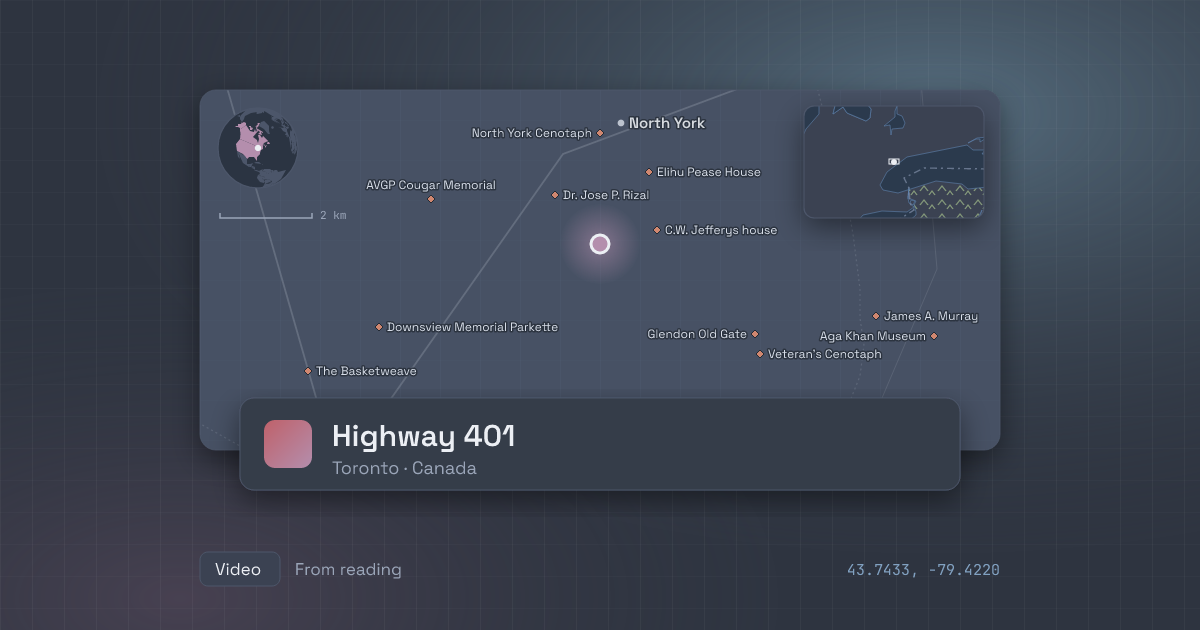 North York
North York Cenotaph
Elihu Pease House
AVGP Cougar Memorial
Dr. Jose P. Rizal
2 km
C.W. Jefferys house
James A. Murray
Downsview Memorial Parkette
Glendon Old Gate
Aga Khan Museum
Veteran's Cenotaph
The Basketweave
Highway 401
Toronto · Canada
Video
From reading
43.7433, -79.4220